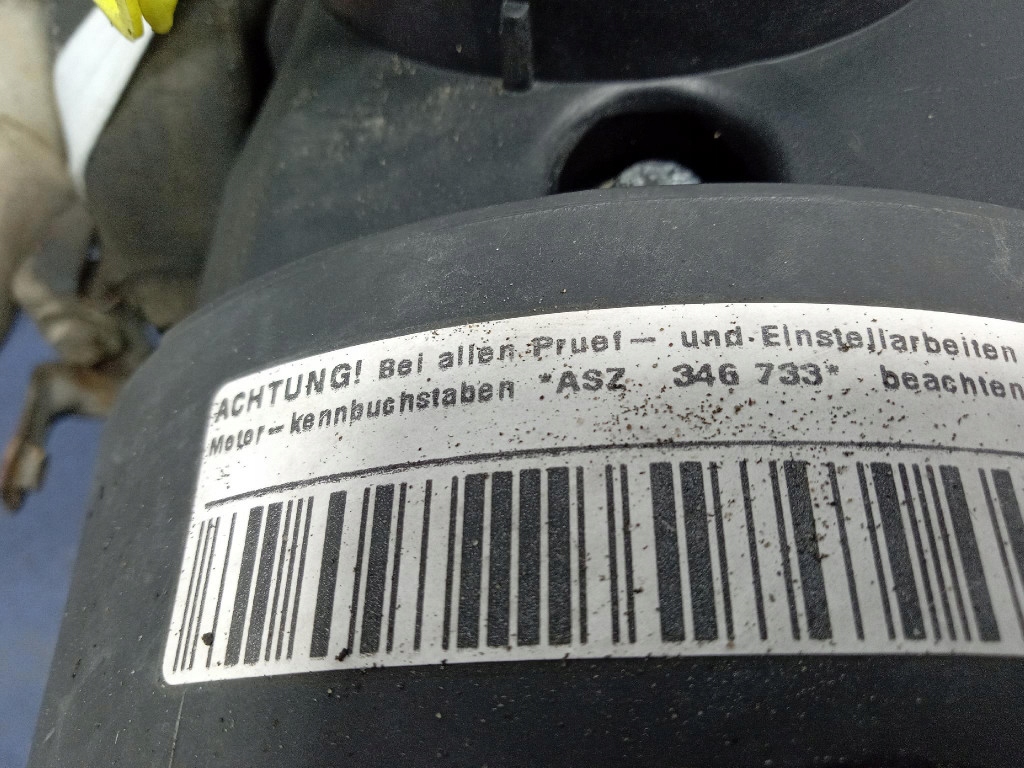 ACHTUNG! Bei allen Pruef- und Einstellarbeiten
Motor-kennbuchstaben *ASZ 346 733* beachten